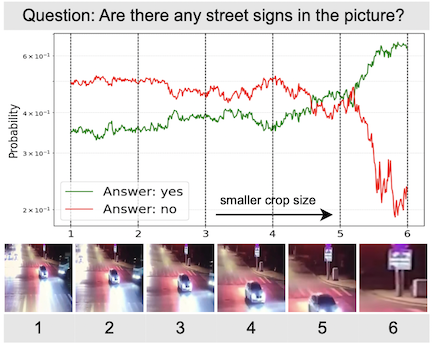 Question: Are there any street signs in the picture?
Probability
6×10⁻¹
4×10⁻¹
3×10⁻¹
2×10⁻¹
Answer: yes
Answer: no
smaller crop size
1 2 3 4 5 6
1 2 3 4 5 6